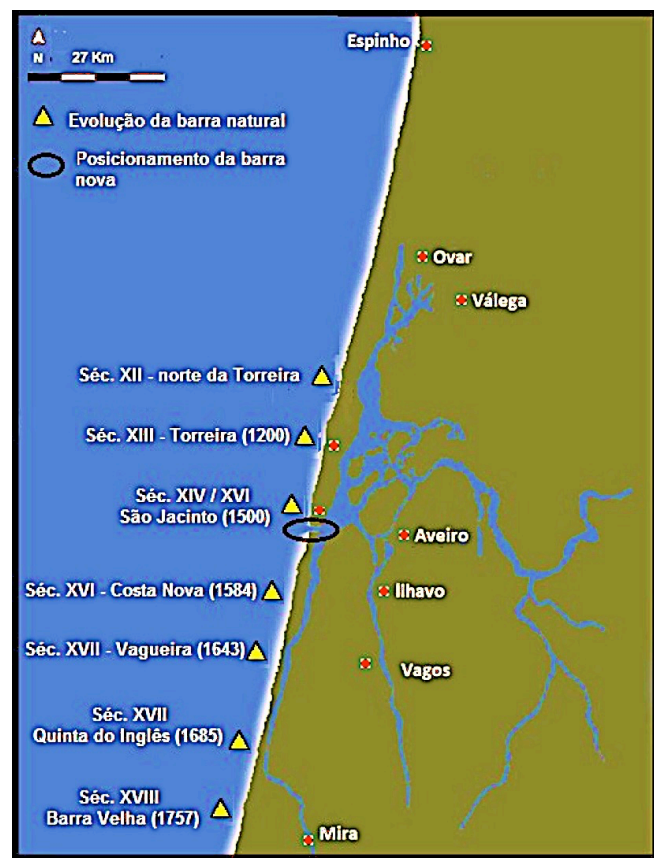 Espinho
N 27 Km
Evolução da barra natural
Posicionamento da barra
nova
Ovar
Válega
Séc. XII - norte da Torreira
Séc. XIII - Torreira (1200)
Séc. XIV / XVI
São Jacinto (1500)
Aveiro
Séc. XVI - Costa Nova (1584)
Ilhavo
Séc. XVII - Vagueira (1643)
Vagos
Séc. XVII
Quinta do Inglês (1685)
Séc. XVIII
Barra Velha (1757)
Mira